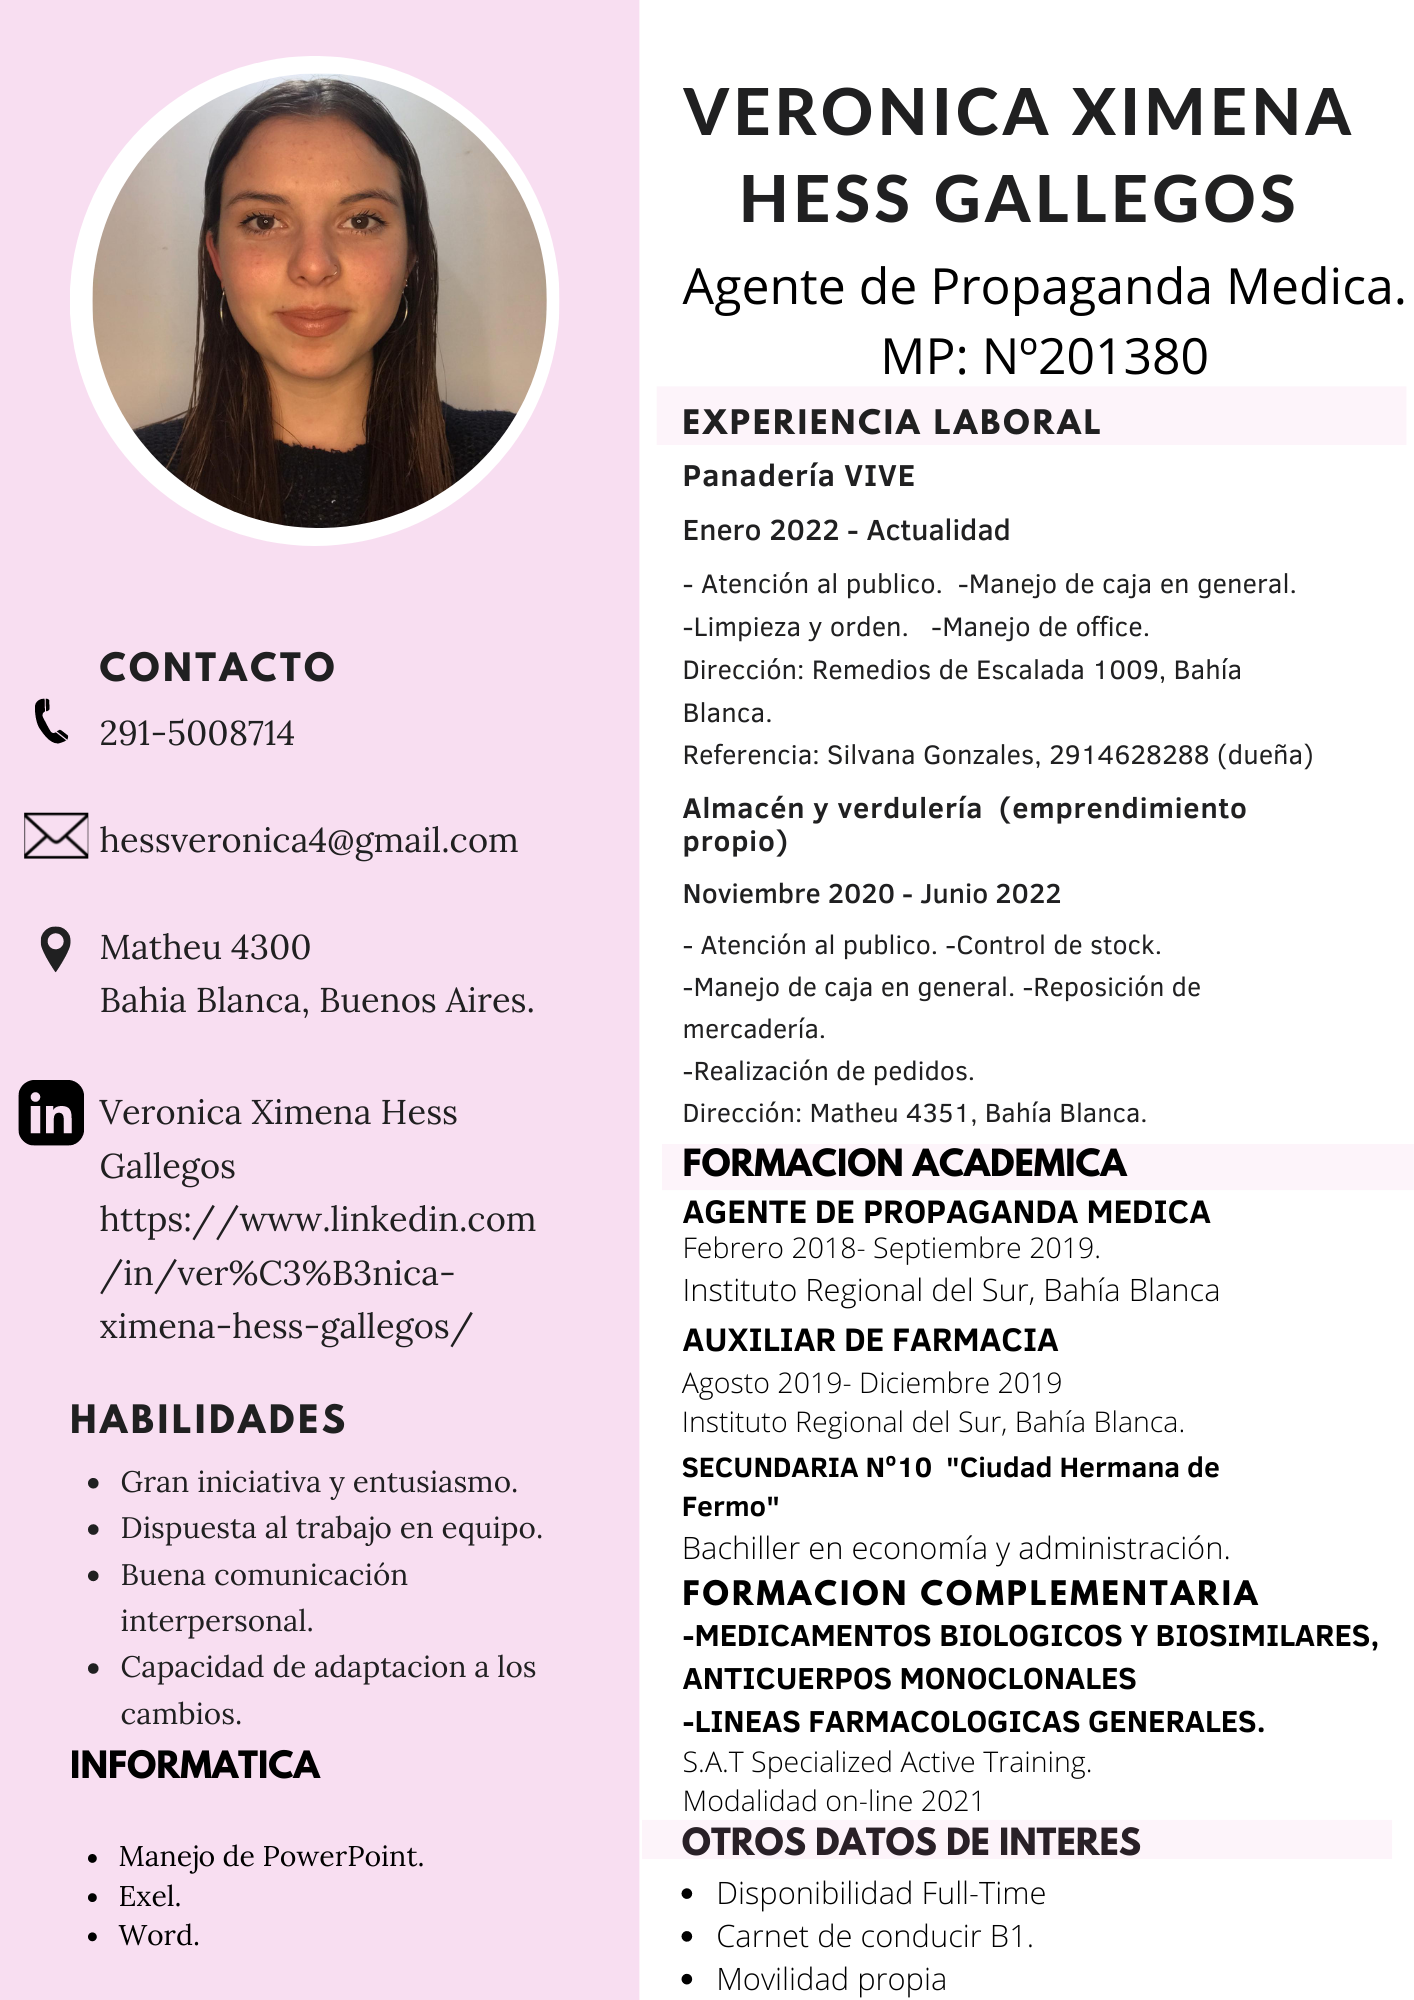 VERONICA XIMENA
HESS GALLEGOS
Agente de Propaganda Medica.
MP: Nº201380
CONTACTO
291-5008714
hessveronica4@gmail.com
Matheu 4300
Bahia Blanca, Buenos Aires.
in
Veronica Ximena Hess
Gallegos
https://www.linkedin.com
/in/ver%C3%B3nica-
ximena-hess-gallegos/
HABILIDADES
• Gran iniciativa y entusiasmo.
• Dispuesta al trabajo en equipo.
• Buena comunicación
interpersonal.
• Capacidad de adaptacion a los
cambios.
INFORMATICA
• Manejo de PowerPoint.
• Exel.
• Word.
EXPERIENCIA LABORAL
Panadería VIVE
Enero 2022 - Actualidad
- Atención al publico.  -Manejo de caja en general.
-Limpieza y orden.   -Manejo de office.
Dirección: Remedios de Escalada 1009, Bahía
Blanca.
Referencia: Silvana Gonzales, 2914628288 (dueña)
Almacén y verdulería  (emprendimiento
propio)
Noviembre 2020 - Junio 2022
- Atención al publico. -Control de stock.
-Manejo de caja en general. -Reposición de
mercadería.
-Realización de pedidos.
Dirección: Matheu 4351, Bahía Blanca.
FORMACION ACADEMICA
AGENTE DE PROPAGANDA MEDICA
Febrero 2018- Septiembre 2019.
Instituto Regional del Sur, Bahía Blanca
AUXILIAR DE FARMACIA
Agosto 2019- Diciembre 2019
Instituto Regional del Sur, Bahía Blanca.
SECUNDARIA Nº10  "Ciudad Hermana de
Fermo"
Bachiller en economía y administración.
FORMACION COMPLEMENTARIA
-MEDICAMENTOS BIOLOGICOS Y BIOSIMILARES,
ANTICUERPOS MONOCLONALES
-LINEAS FARMACOLOGICAS GENERALES.
S.A.T Specialized Active Training.
Modalidad on-line 2021
OTROS DATOS DE INTERES
• Disponibilidad Full-Time
• Carnet de conducir B1.
• Movilidad propia